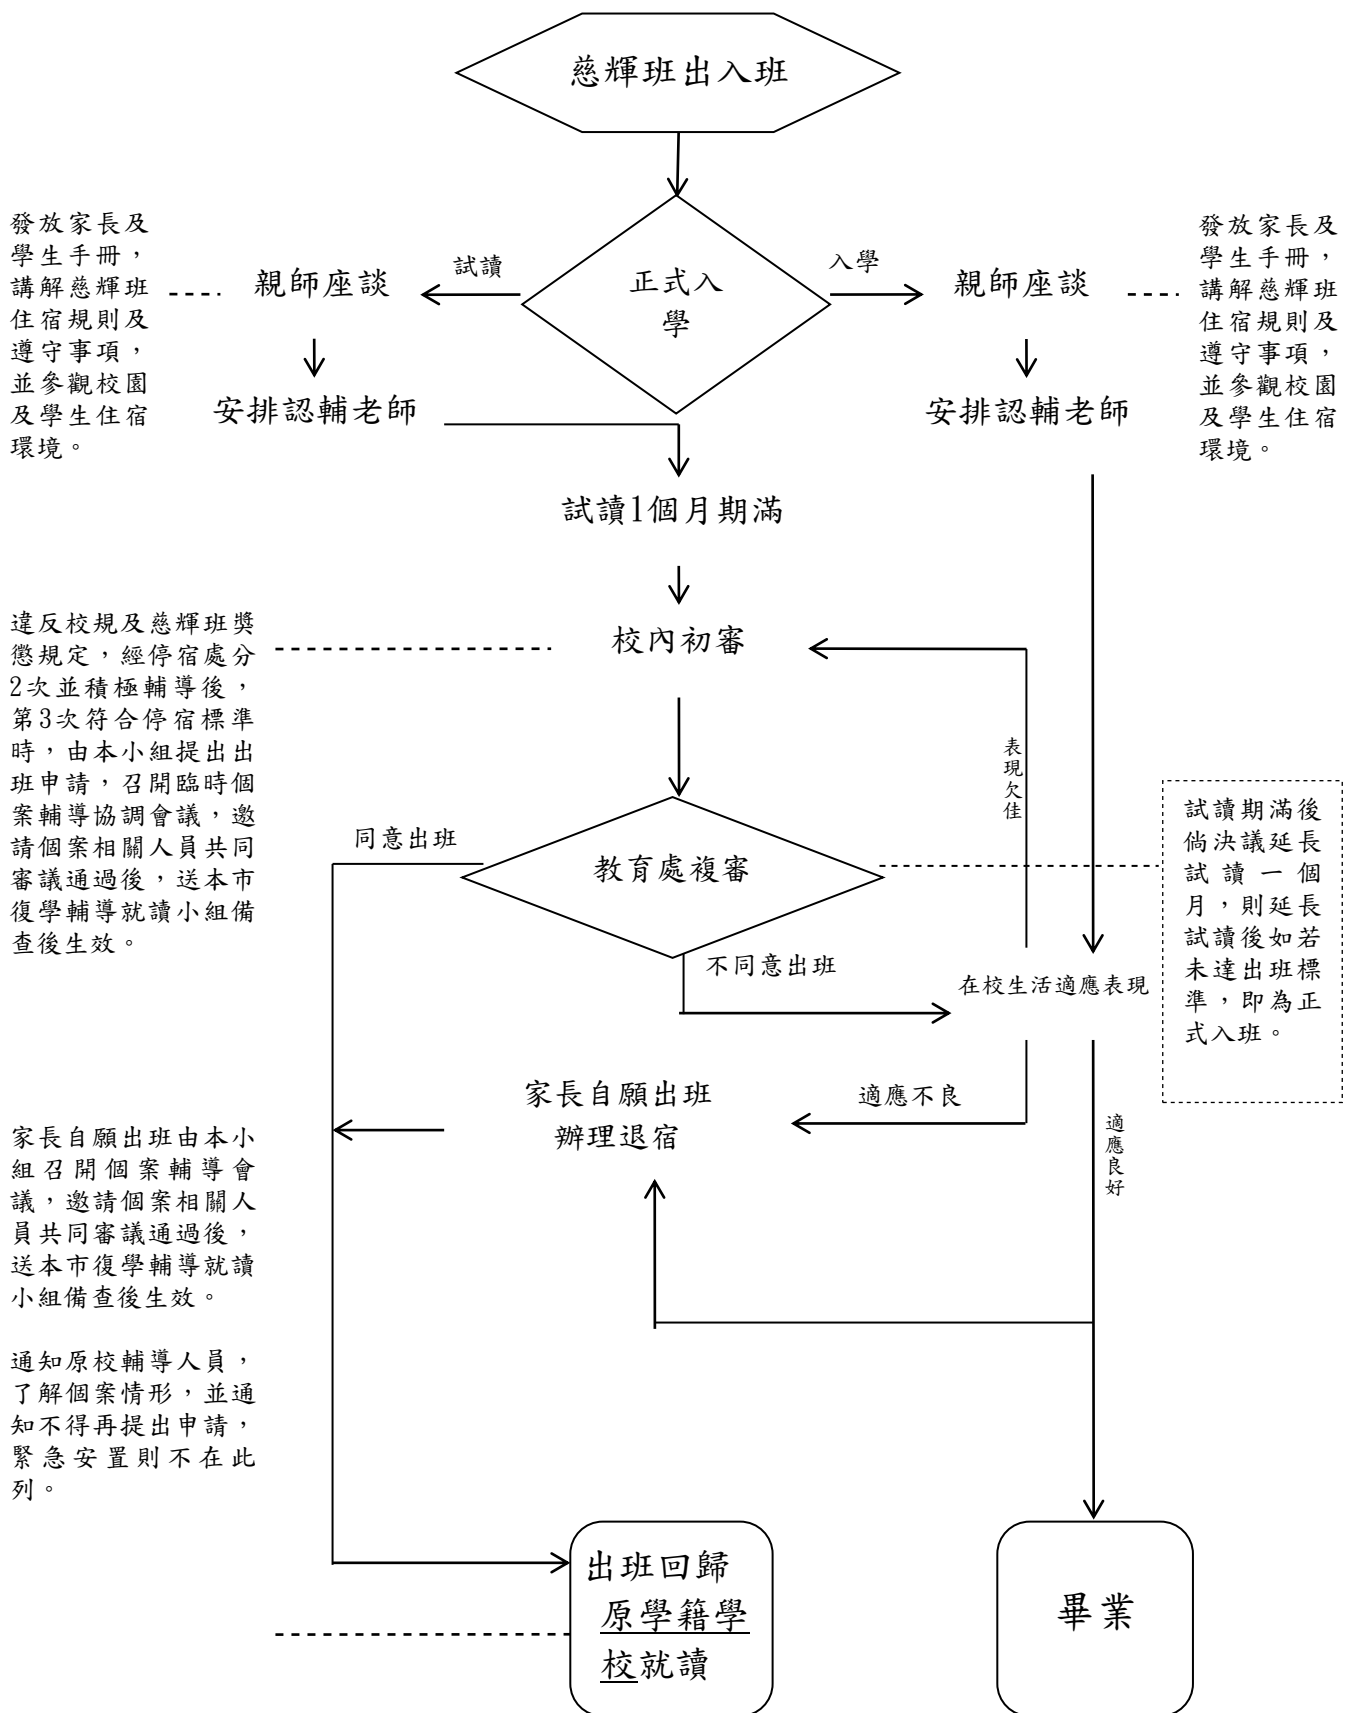 慈輝班出入班
發放家長及
學生手冊，
講解慈輝班
住宿規則及
遵守事項，
並參觀校園
及學生住宿
環境。
親師座談
試讀
正式入
學
入學
親師座談
發放家長及
學生手冊，
講解慈輝班
住宿規則及
遵守事項，
並參觀校園
及學生住宿
環境。
安排認輔老師
安排認輔老師
試讀1個月期滿
違反校規及慈輝班獎
懲規定，經停宿處分
2次並積極輔導後，
第3次符合停宿標準
時，由本小組提出出
班申請，召開臨時個
案輔導協調會議，邀
請個案相關人員共同
審議通過後，送本市
復學輔導就讀小組備
查後生效。
校內初審
表現欠佳
同意出班
教育處複審
不同意出班
在校生活適應表現
試讀期滿後
倘決議延長
試讀一個
月，則延長
試讀後如若
未達出班標
準，即為正
式入班。
家長自願出班
辦理退宿
適應不良
適應良好
家長自願出班由本小
組召開個案輔導會
議，邀請個案相關人
員共同審議通過後，
送本市復學輔導就讀
小組備查後生效。
通知原校輔導人員，
了解個案情形，並通
知不得再提出申請，
緊急安置則不在此
列。
出班回歸
原學籍學
校就讀
畢業